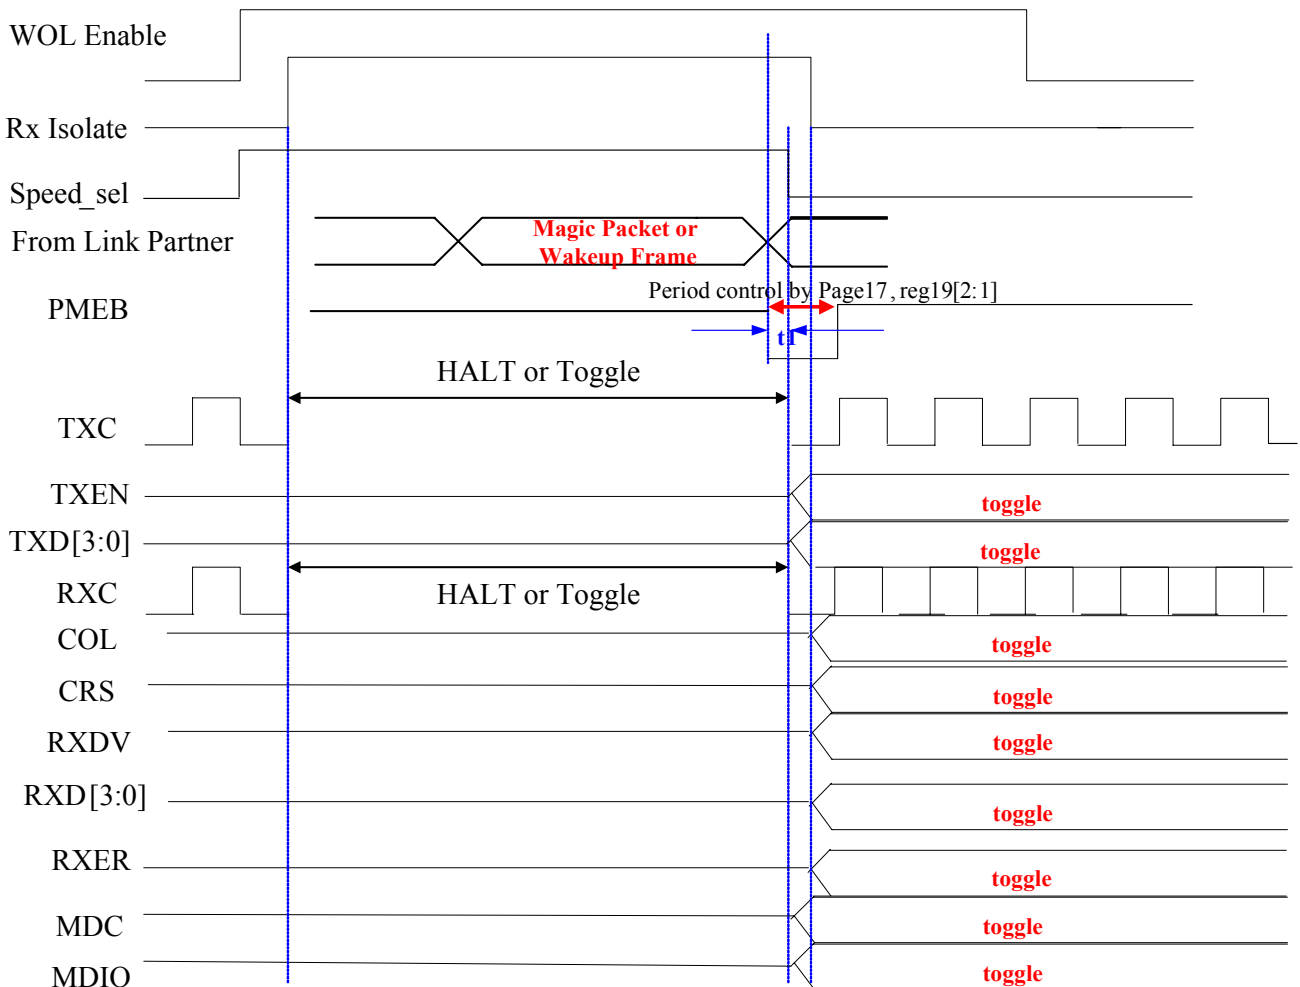 WOL Enable
Rx Isolate
Speed_sel
From Link Partner
Magic Packet or
Wakeup Frame
Period control by Page17, reg19[2:1]
PMEB
t1
HALT or Toggle
TXC
TXEN
toggle
TXD[3:0]
toggle
RXC
HALT or Toggle
COL
toggle
CRS
toggle
RXDV
toggle
RXD[3:0]
toggle
RXER
toggle
MDC
toggle
MDIO
toggle